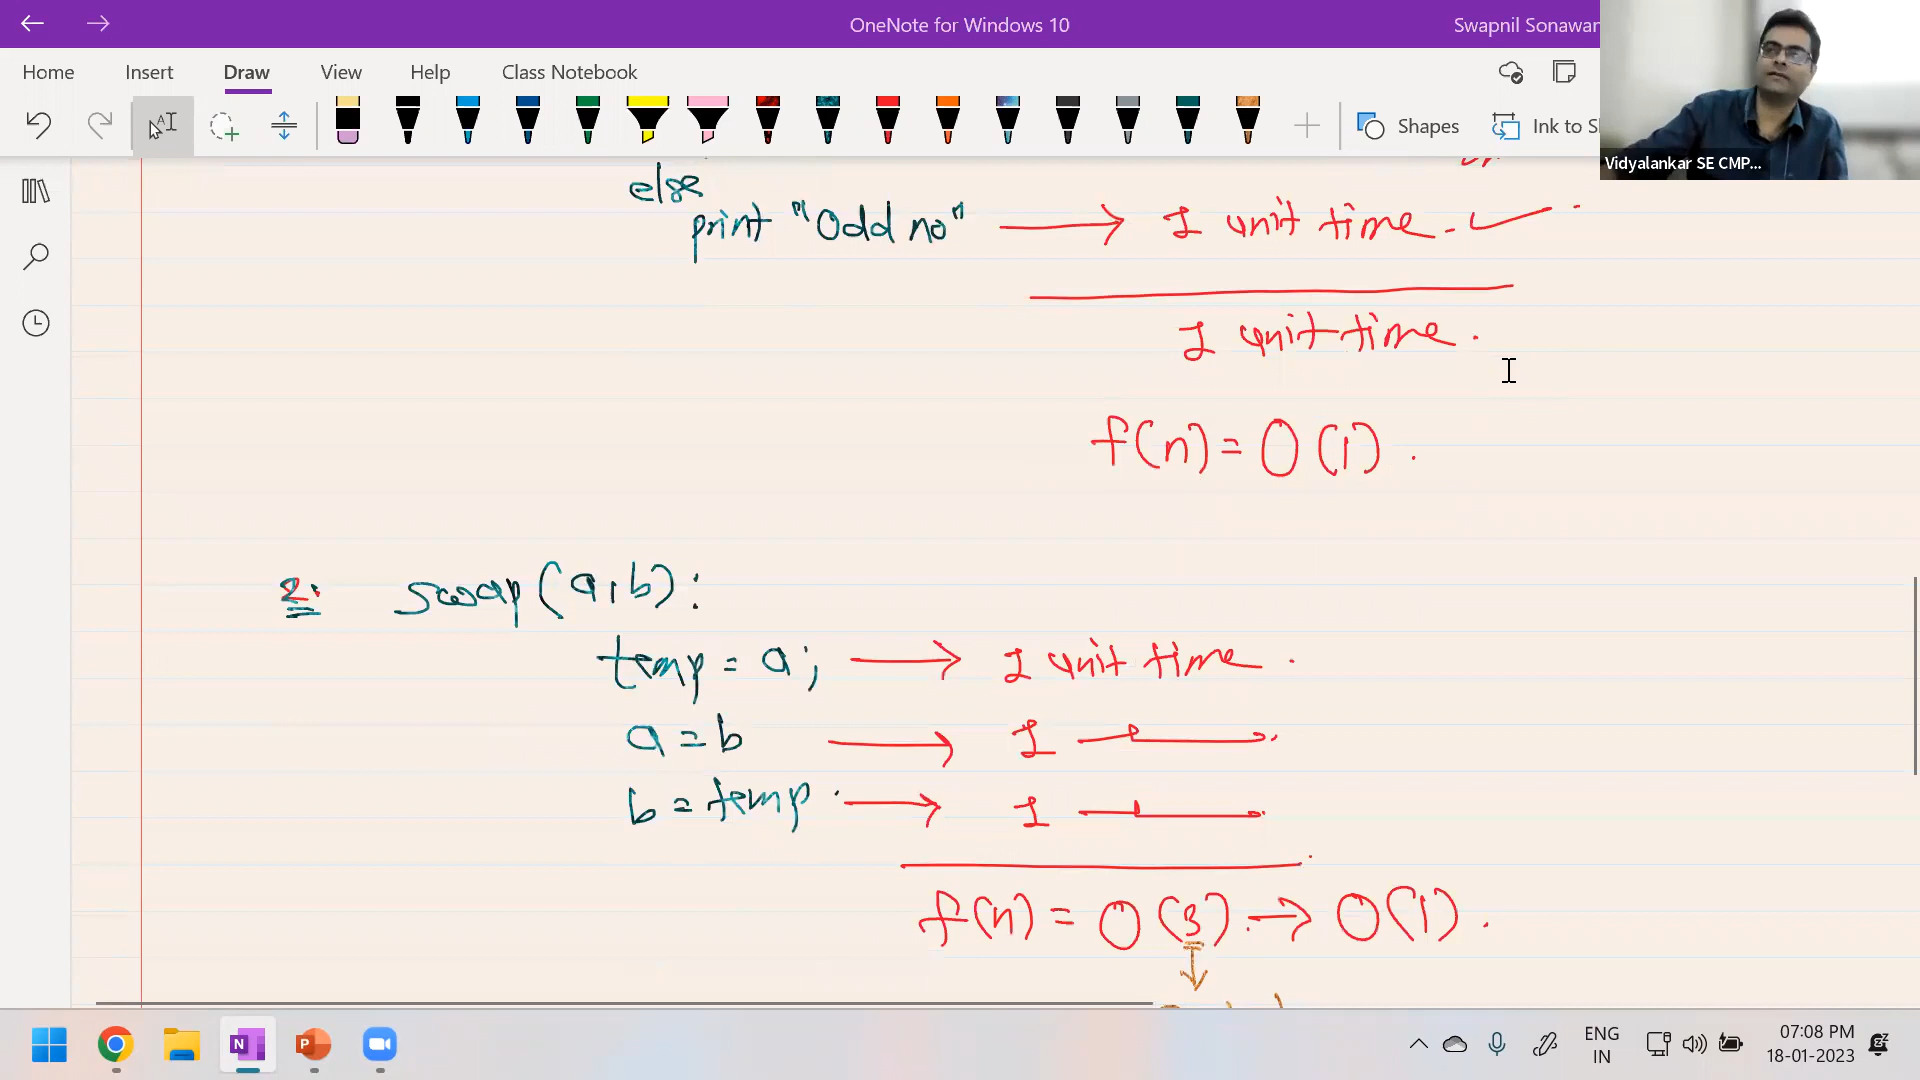 OneNote for Windows 10
Swapnil Sonawan
Home Insert Draw View Help Class Notebook
Shapes
Ink to S
Vidyalankar SE CMP...
else
print "Odd no" → 1 unit time.
1 unit time.
f(n) = O(1).
2. swap(a,b):
temp = a; → 1 unit time.
a = b → 1
b = temp. → 1
f(n) = O(3). → O(1).
ENG
IN
07:08 PM
18-01-2023